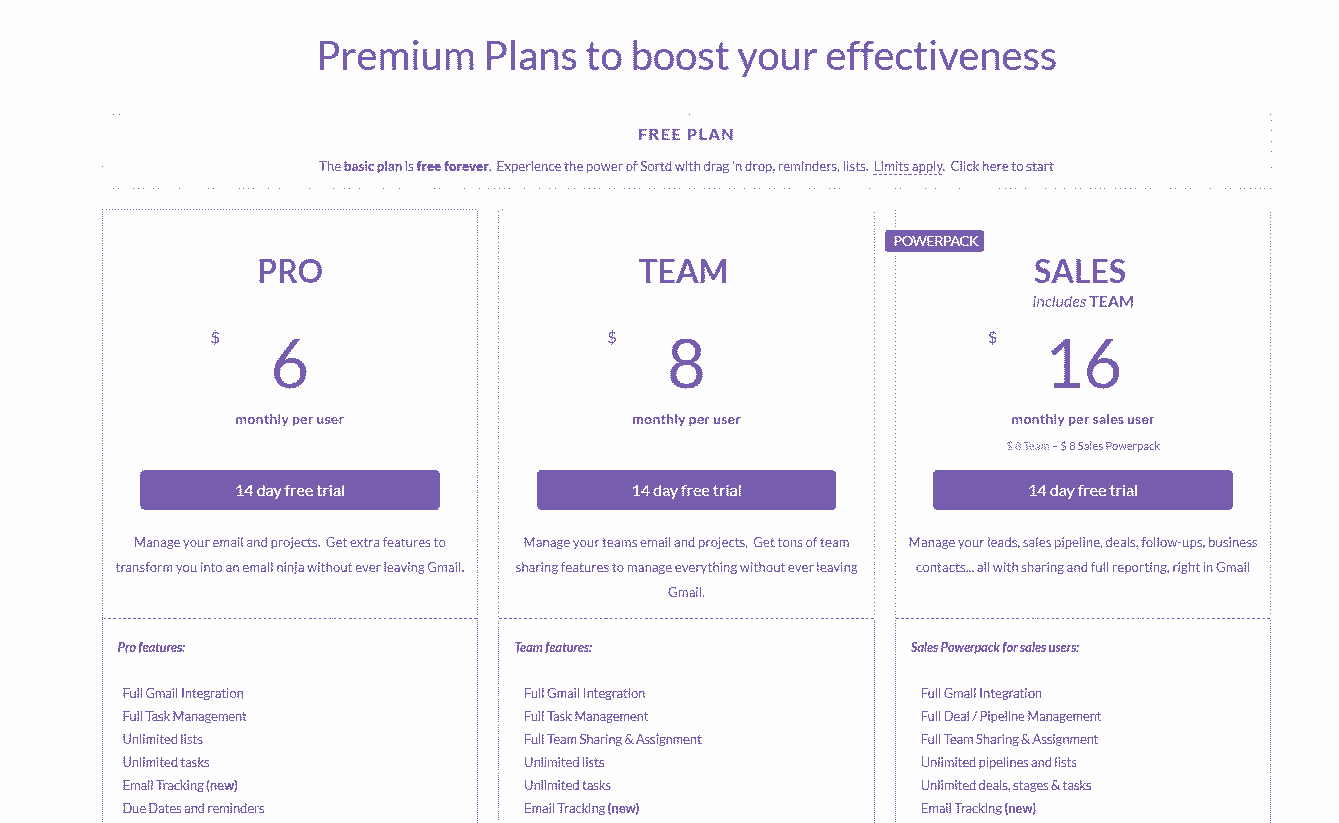 Premium Plans to boost your effectiveness
FREE PLAN
The basic plan is free forever. Experience the power of Sortd with drag 'n drop, reminders, lists. Limits apply. Click here to start
PRO
$ 6
monthly per user
14 day free trial
Manage your email and projects. Get extra features to
transform you into an email ninja without ever leaving Gmail.
Pro features:
Full Gmail Integration
Full Task Management
Unlimited lists
Unlimited tasks
Email Tracking (new)
Due Dates and reminders
TEAM
$ 8
monthly per user
14 day free trial
Manage your teams email and projects. Get tons of team
sharing features to manage everything without ever leaving
Gmail.
Team features:
Full Gmail Integration
Full Task Management
Full Team Sharing & Assignment
Unlimited lists
Unlimited tasks
Email Tracking (new)
POWERPACK
SALES
includes TEAM
$ 16
monthly per sales user
$ 8 Team – $ 8 Sales Powerpack
14 day free trial
Manage your leads, sales pipeline, deals, follow-ups, business
contacts... all with sharing and full reporting, right in Gmail
Sales Powerpack for sales users:
Full Gmail Integration
Full Deal / Pipeline Management
Full Team Sharing & Assignment
Unlimited pipelines and lists
Unlimited deals, stages & tasks
Email Tracking (new)